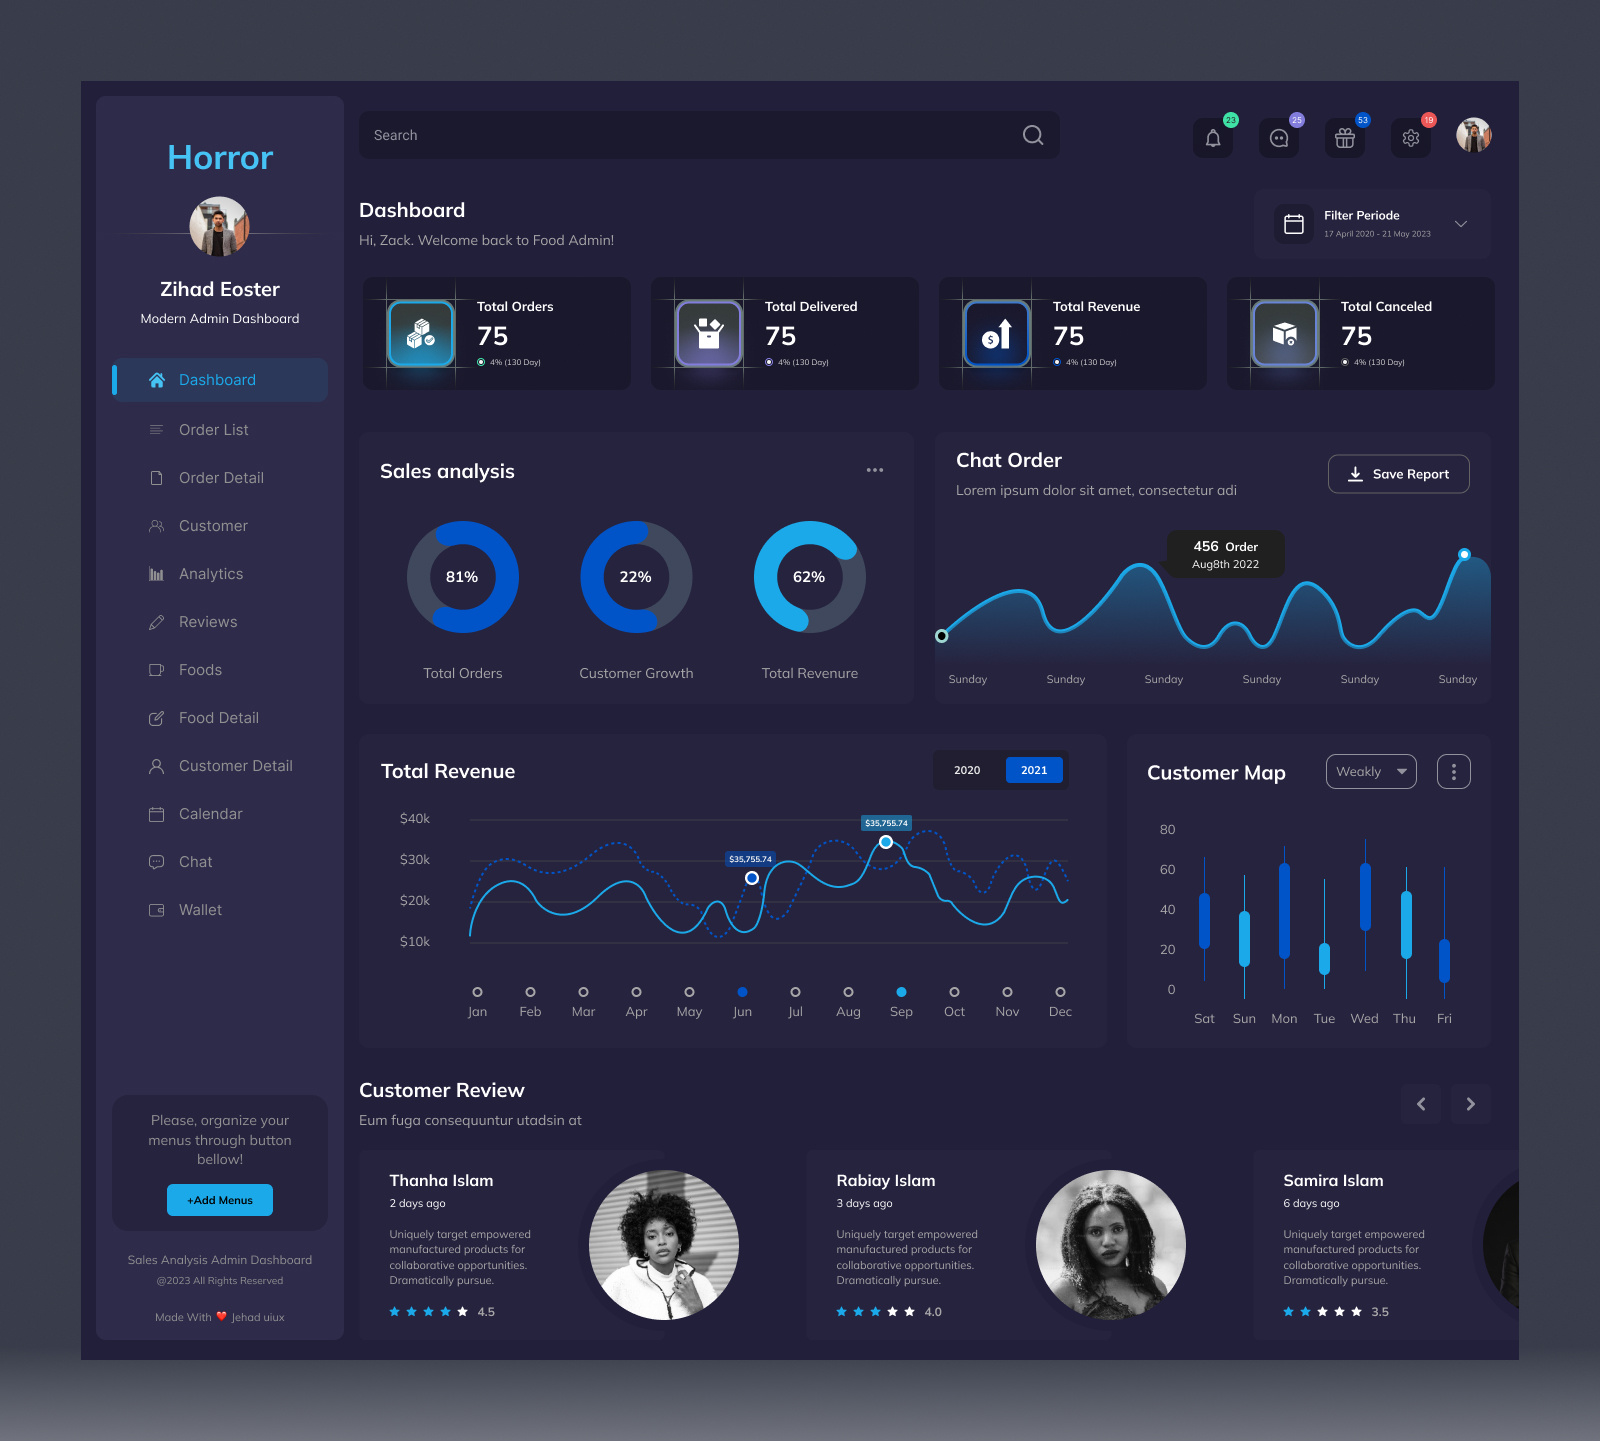 Horror
Zihad Eoster
Modern Admin Dashboard
Dashboard
Order List
Order Detail
Customer
Analytics
Reviews
Foods
Food Detail
Customer Detail
Calendar
Chat
Wallet
Please, organize your
menus through button
bellow!
+Add Menus
Sales Analysis Admin Dashboard
@2023 All Rights Reserved
Made With ❤️ Jehad uiux
Search
23
25
53
19
Dashboard
Hi, Zack. Welcome back to Food Admin!
Filter Periode
17 April 2020 - 21 May 2023
Total Orders
75
4% (130 Day)
Total Delivered
75
4% (130 Day)
Total Revenue
75
4% (130 Day)
Total Canceled
75
4% (130 Day)
Sales analysis
81%
22%
62%
Total Orders
Customer Growth
Total Revenure
Chat Order
Lorem ipsum dolor sit amet, consectetur adi
Save Report
456 Order
Aug8th 2022
Sunday Sunday Sunday Sunday Sunday Sunday
Total Revenue
2020 2021
$40k
$30k
$20k
$10k
$35,755.74
$35,755.74
Jan Feb Mar Apr May Jun Jul Aug Sep Oct Nov Dec
Customer Map
Weakly
80
60
40
20
0
Sat Sun Mon Tue Wed Thu Fri
Customer Review
Eum fuga consequuntur utadsin at
Thanha Islam
2 days ago
Uniquely target empowered
manufactured products for
collaborative opportunities.
Dramatically pursue.
4.5
Rabiay Islam
3 days ago
Uniquely target empowered
manufactured products for
collaborative opportunities.
Dramatically pursue.
4.0
Samira Islam
6 days ago
Uniquely target empowered
manufactured products for
collaborative opportunities.
Dramatically pursue.
3.5